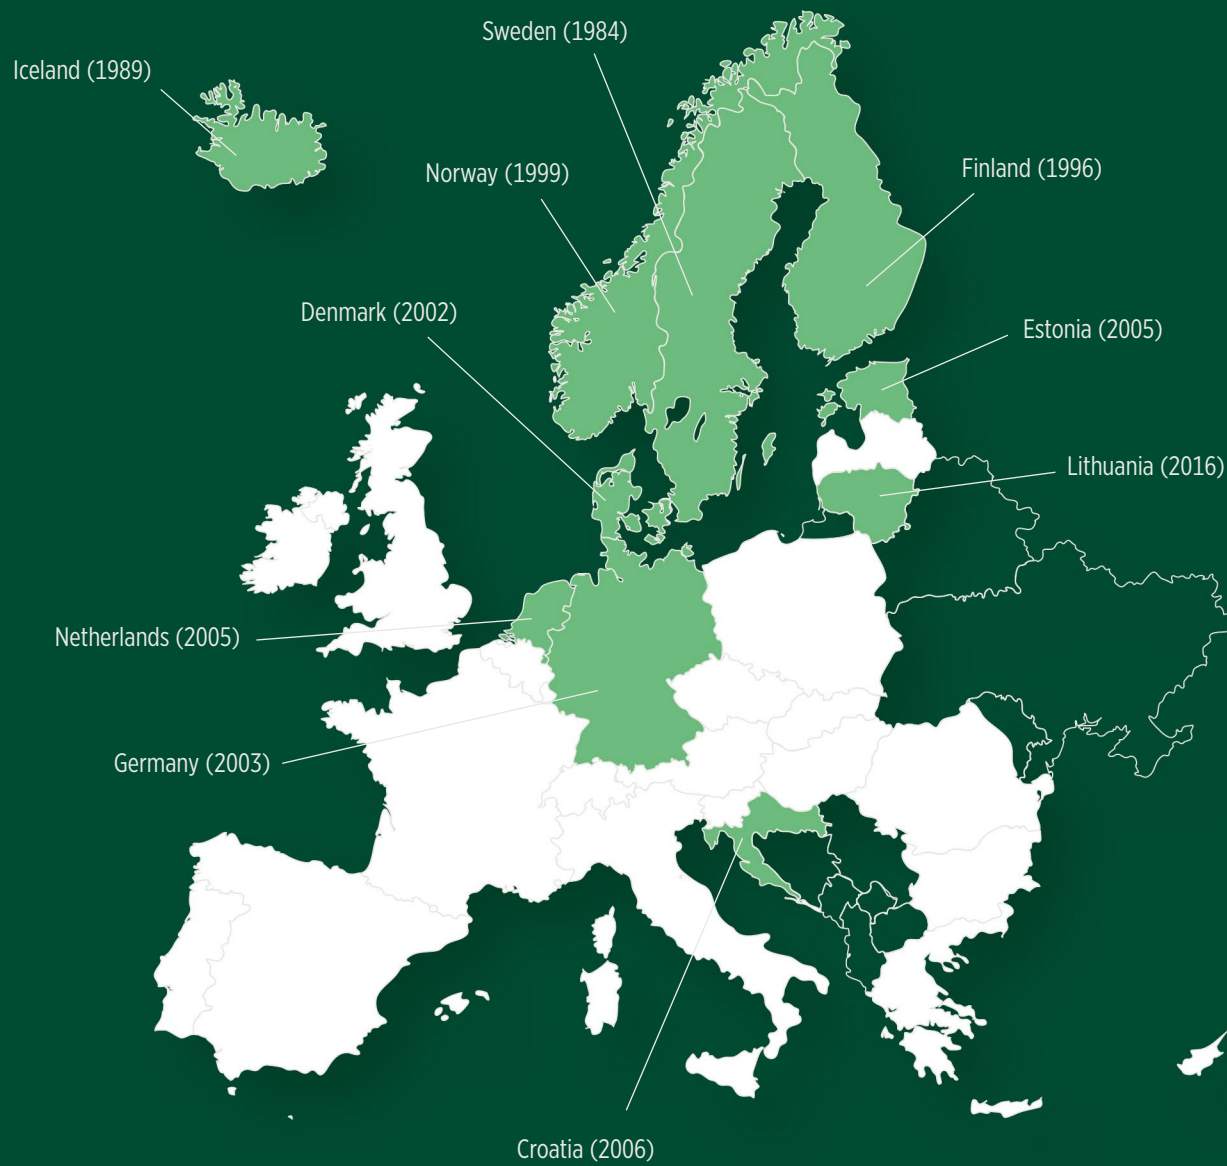 Sweden (1984)
Iceland (1989)
Norway (1999)
Finland (1996)
Denmark (2002)
Estonia (2005)
Lithuania (2016)
Netherlands (2005)
Germany (2003)
Croatia (2006)